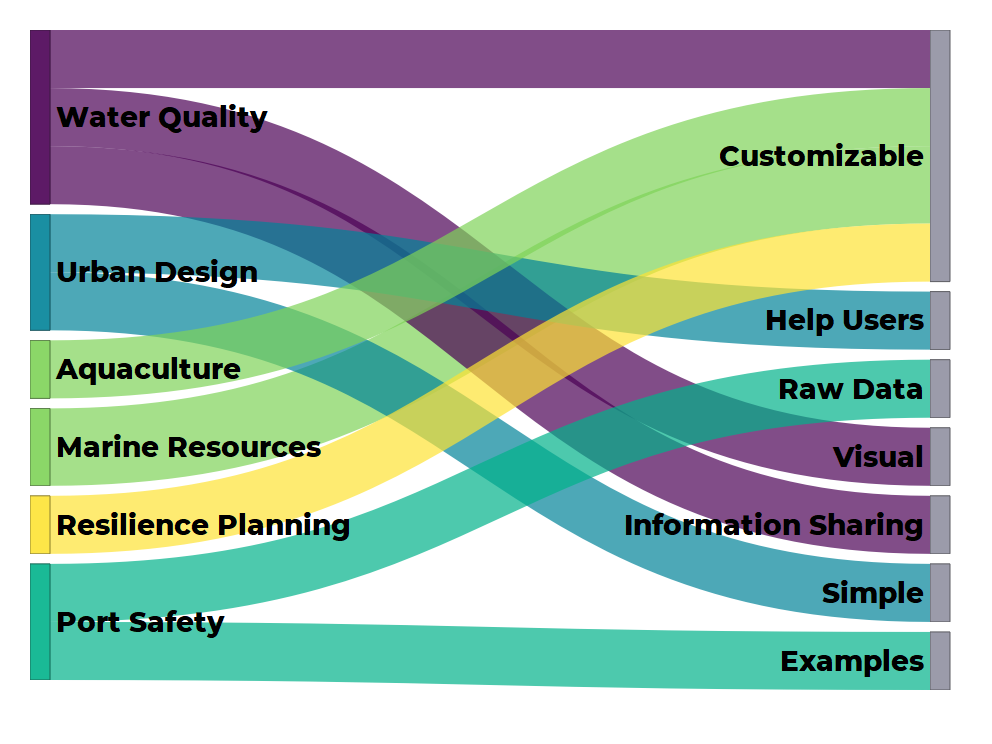 Water Quality
Urban Design
Aquaculture
Marine Resources
Resilience Planning
Port Safety
Customizable
Help Users
Raw Data
Visual
Information Sharing
Simple
Examples